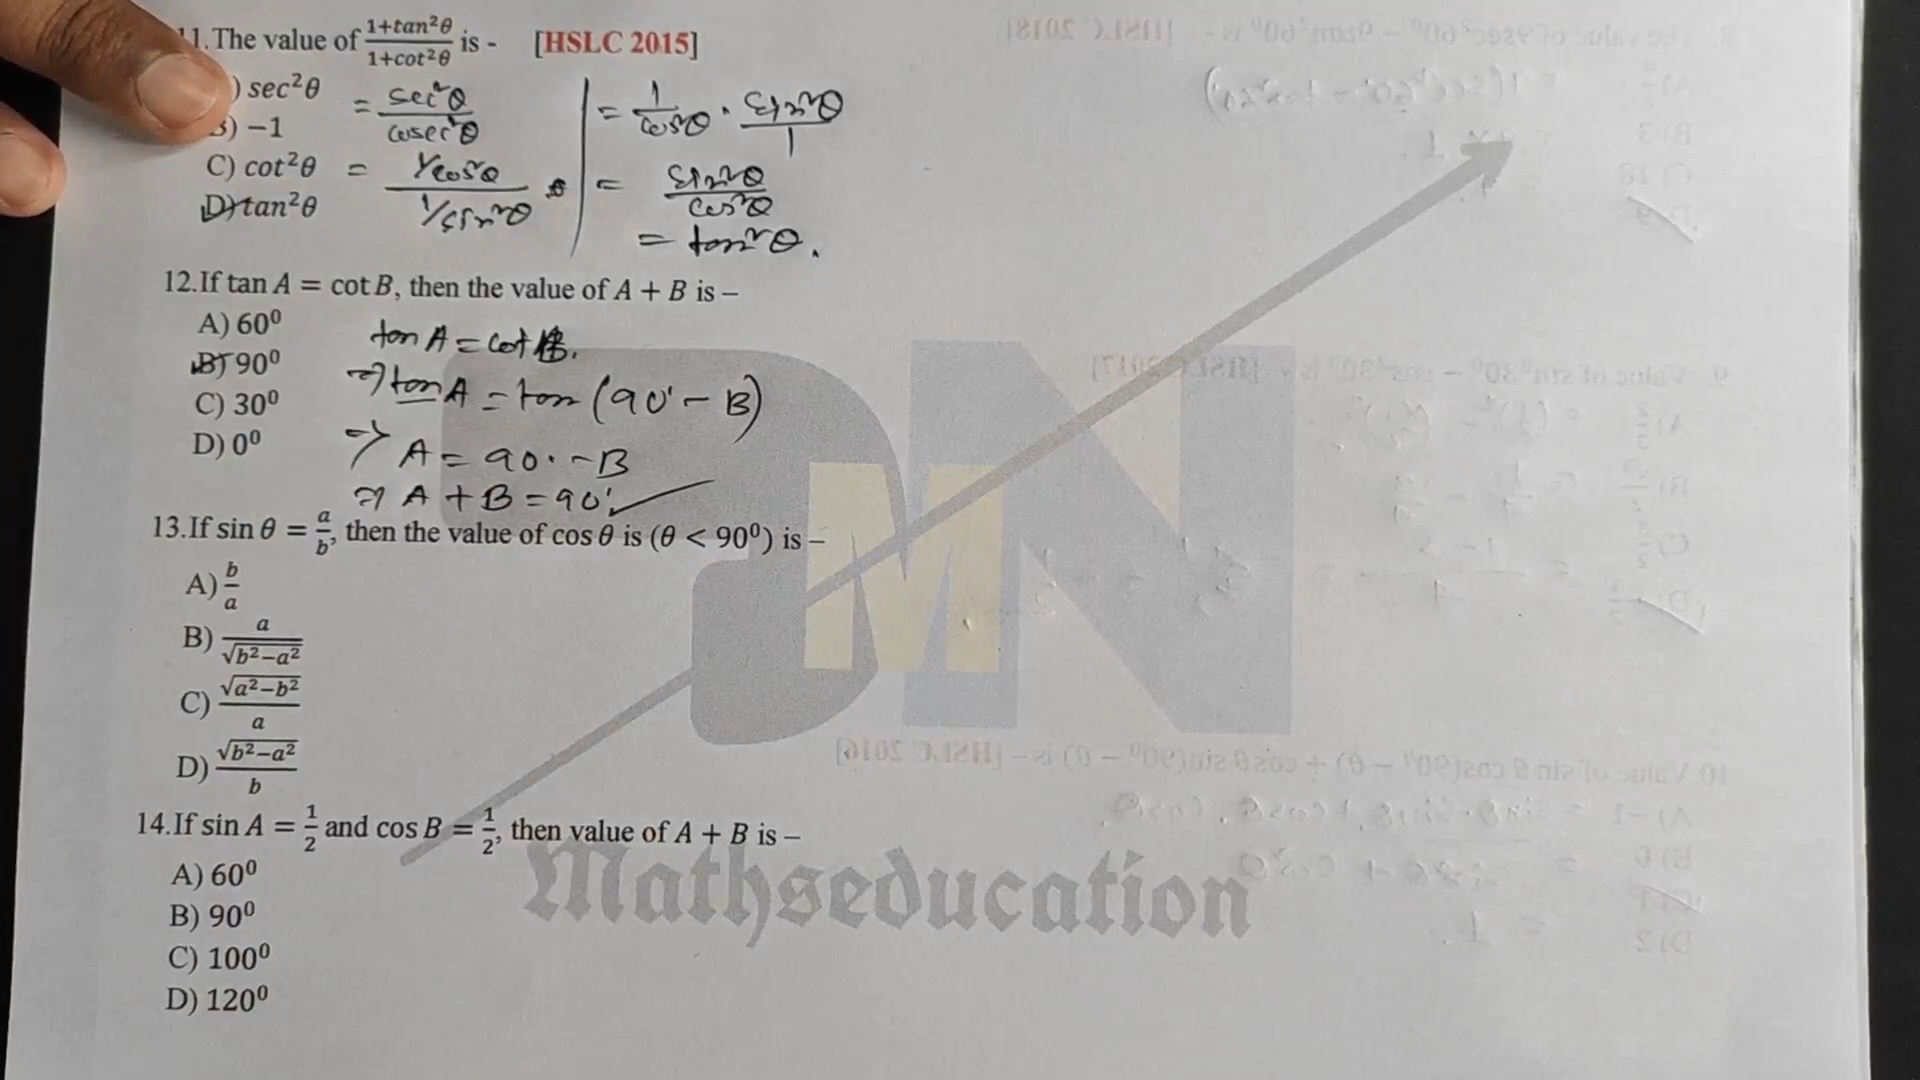 11.The value of (1+tan²θ)/(1+cot²θ) is - [HSLC 2015]
) sec²θ
B) −1
C) cot²θ
D) tan²θ
= sec²θ/cosec²θ
= 1/cos²θ / 1/sin²θ
= 1/cos²θ · sin²θ/1
= sin²θ/cos²θ
= tan²θ.
12.If tan A = cot B, then the value of A + B is –
A) 60⁰
B) 90⁰
C) 30⁰
D) 0⁰
tan A = cot B.
⇒ tan A = tan (90° − B)
⇒ A = 90° − B
⇒ A + B = 90° ✓
13.If sin θ = a/b, then the value of cos θ is (θ < 90⁰) is –
A) b/a
B) a/√b²−a²
C) √a²−b²/a
D) √b²−a²/b
14.If sin A = 1/2 and cos B = 1/2, then value of A + B is –
A) 60⁰
B) 90⁰
C) 100⁰
D) 120⁰
MN
Mathseducation